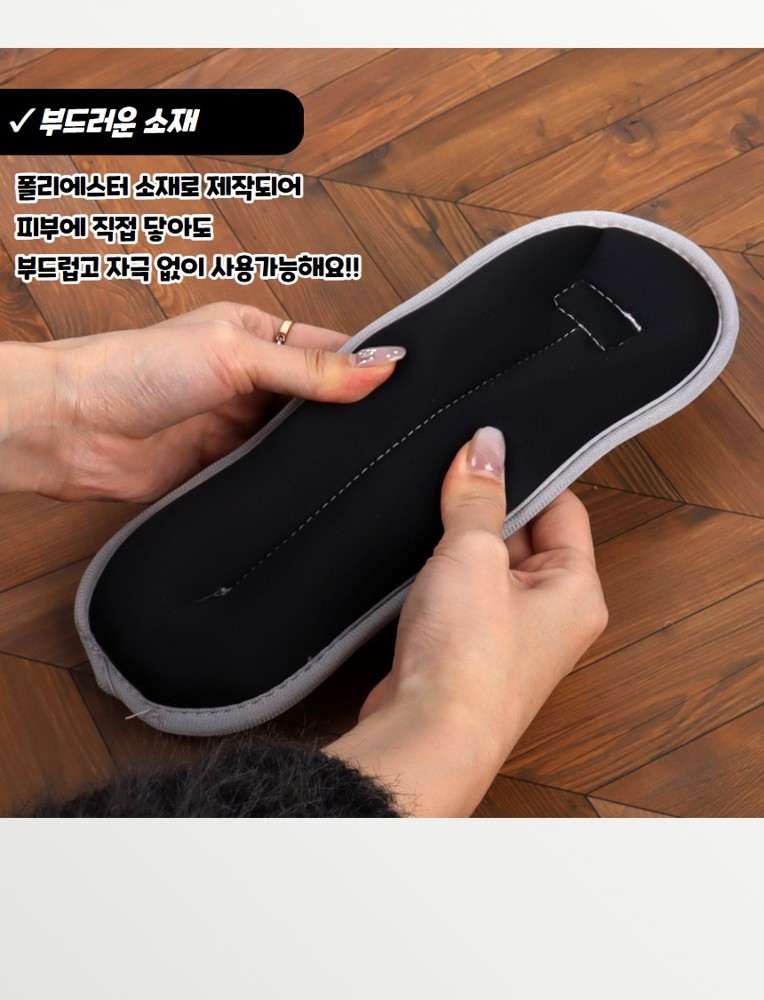 ✓ 부드러운 소재
폴리에스터 소재로 제작되어
피부에 직접 닿아도
부드럽고 자극 없이 사용가능해요!!